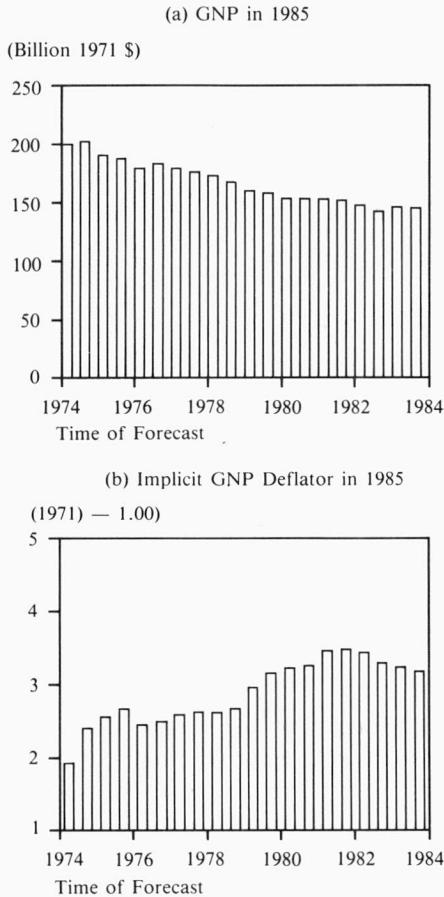 (a) GNP in 1985
(Billion 1971 $)
250
200
150
100
50
0
1974 1976 1978 1980 1982 1984
Time of Forecast
(b) Implicit GNP Deflator in 1985
(1971) — 1.00)
5
4
3
2
1
1974 1976 1978 1980 1982 1984
Time of Forecast